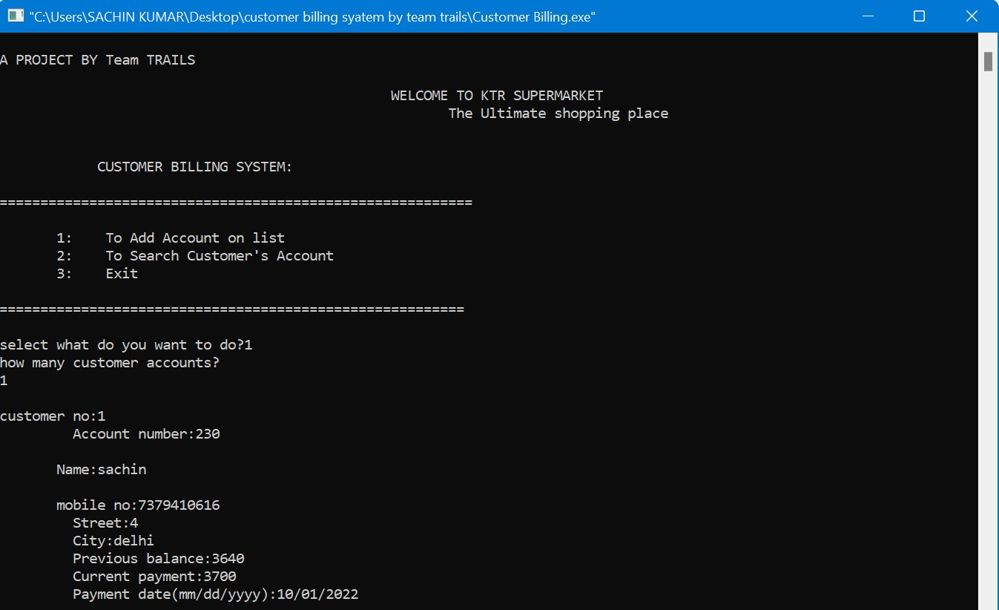 "C:\Users\SACHIN KUMAR\Desktop\customer billing syatem by team trails\Customer Billing.exe"
A PROJECT BY Team TRAILS
WELCOME TO KTR SUPERMARKET
The Ultimate shopping place
CUSTOMER BILLING SYSTEM:
==========================================================
1: To Add Account on list
2: To Search Customer's Account
3: Exit
=========================================================
select what do you want to do?1
how many customer accounts?
1
customer no:1
Account number:230
Name:sachin
mobile no:7379410616
Street:4
City:delhi
Previous balance:3640
Current payment:3700
Payment date(mm/dd/yyyy):10/01/2022